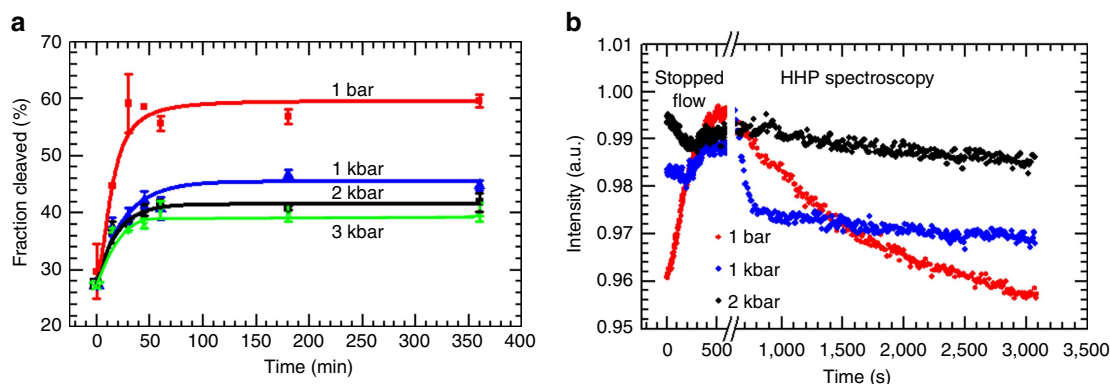 a
70
60
50
40
30
20
Fraction cleaved (%)
1 bar
1 kbar
2 kbar
3 kbar
0 50 100 150 200 250 300 350 400
Time (min)
b
1.01
1.00
0.99
0.98
0.97
0.96
0.95
Intensity (a.u.)
Stopped
flow
HHP spectroscopy
1 bar
1 kbar
2 kbar
0 500 1,000 1,500 2,000 2,500 3,000 3,500
Time (s)